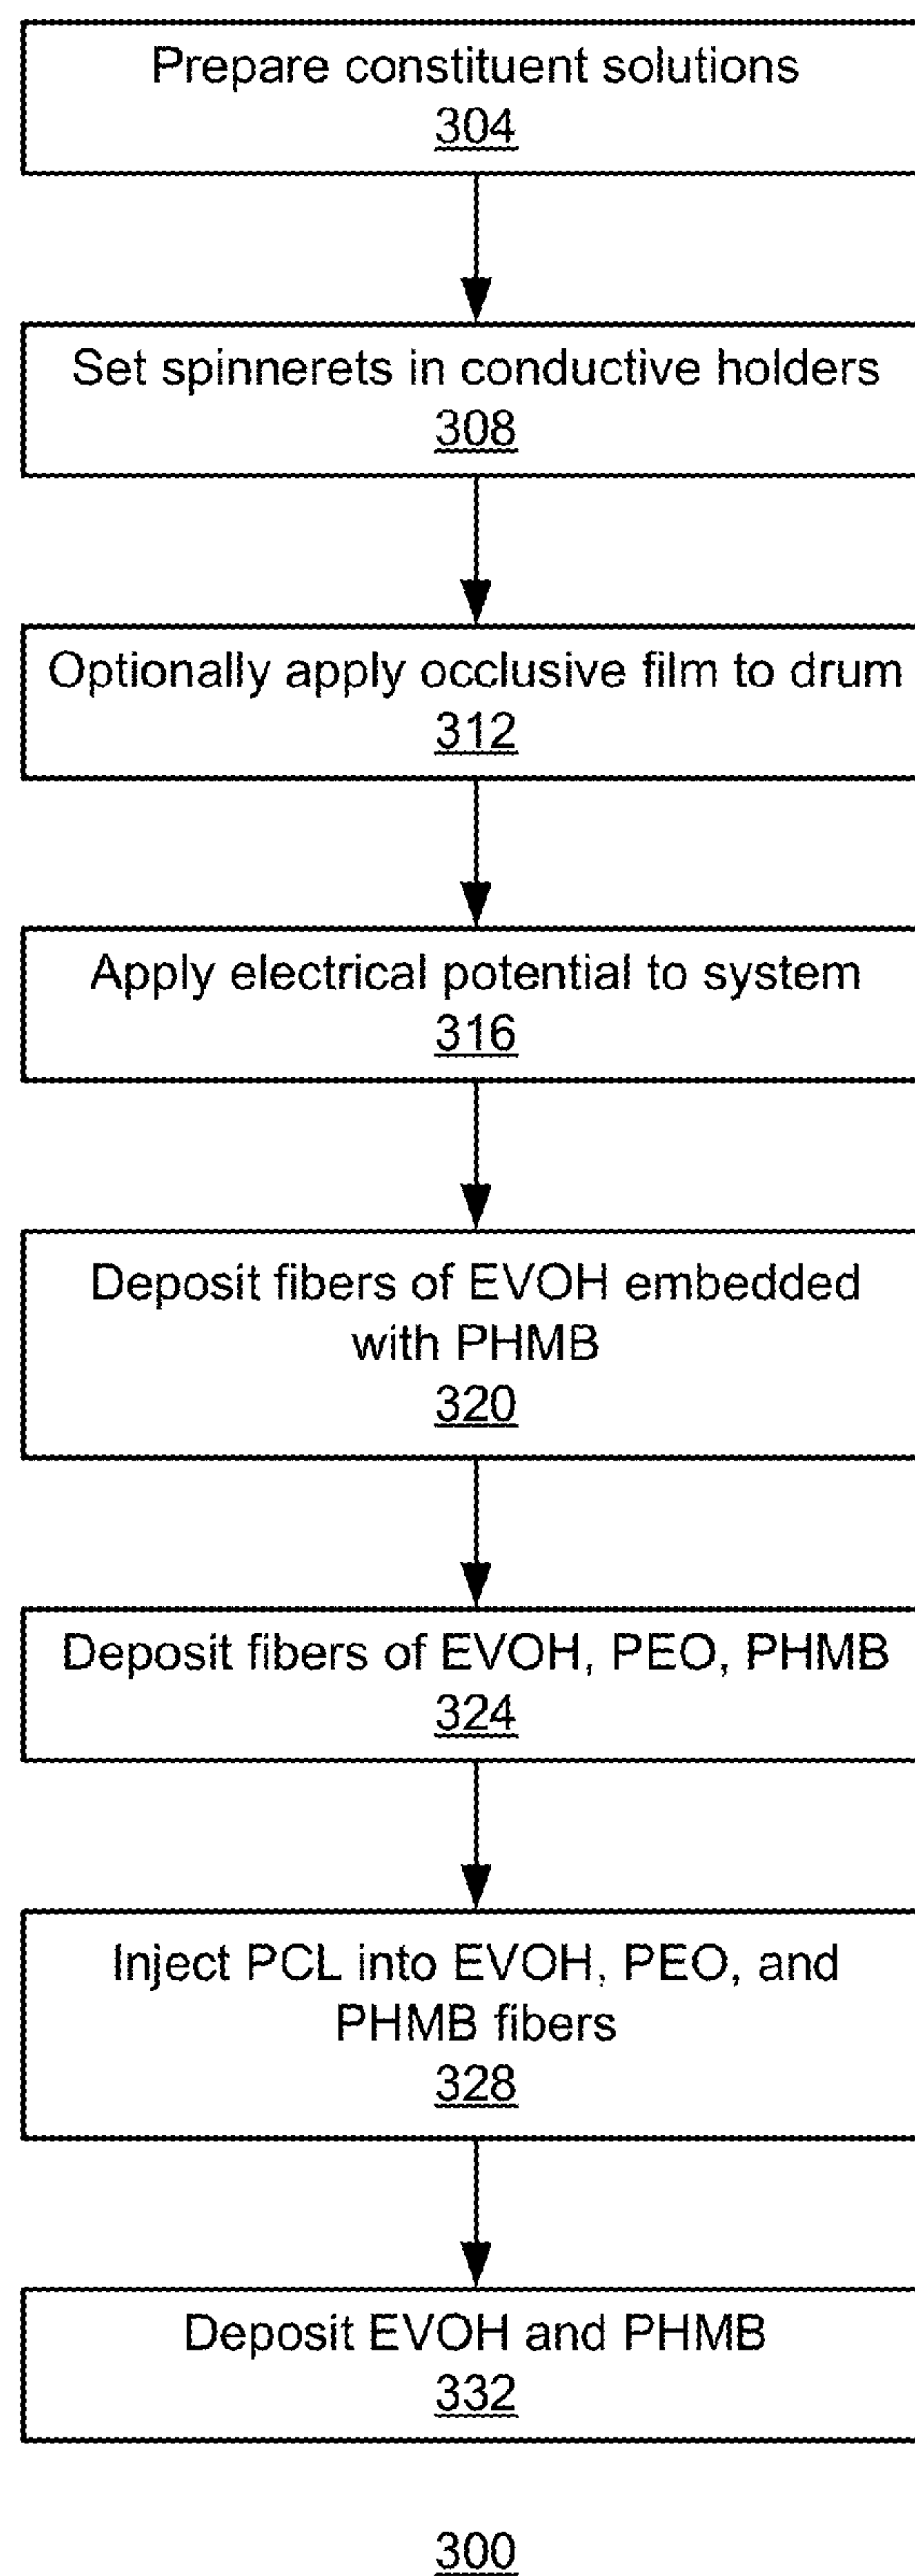 Prepare constituent solutions
304
Set spinnerets in conductive holders
308
Optionally apply occlusive film to drum
312
Apply electrical potential to system
316
Deposit fibers of EVOH embedded
with PHMB
320
Deposit fibers of EVOH, PEO, PHMB
324
Inject PCL into EVOH, PEO, and
PHMB fibers
328
Deposit EVOH and PHMB
332
300